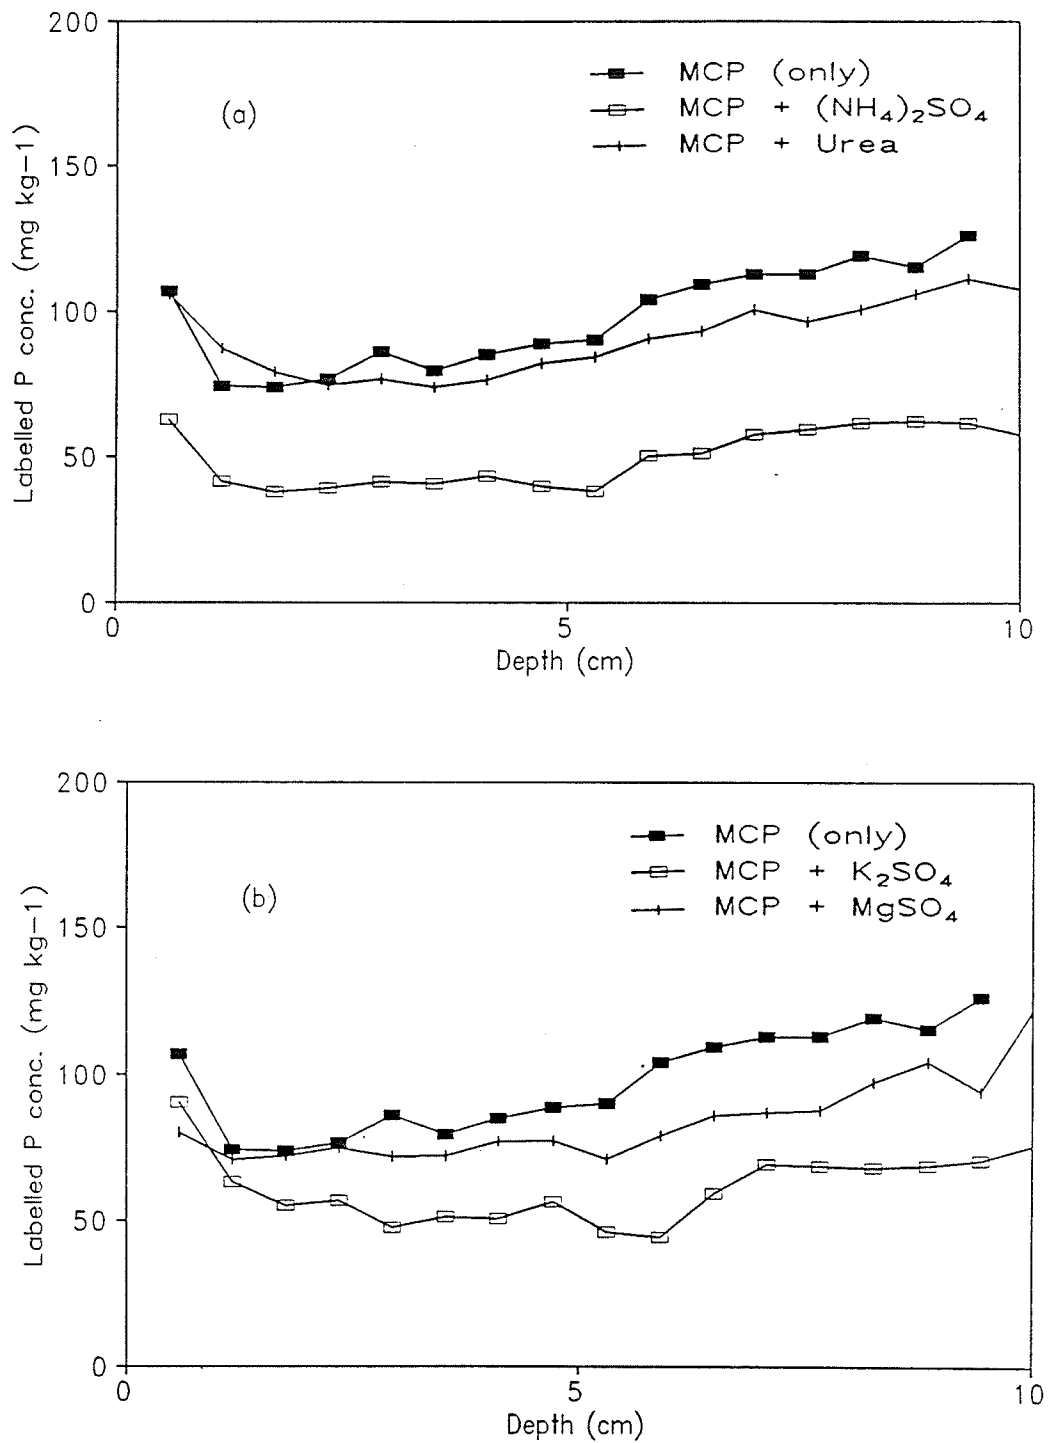 200
150
100
50
0
Labelled P conc. (mg kg-1)
(a)
MCP (only)
MCP + (NH₄)₂SO₄
MCP + Urea
0 5 10
Depth (cm)
200
150
100
50
0
Labelled P conc. (mg kg-1)
(b)
MCP (only)
MCP + K₂SO₄
MCP + MgSO₄
0 5 10
Depth (cm)